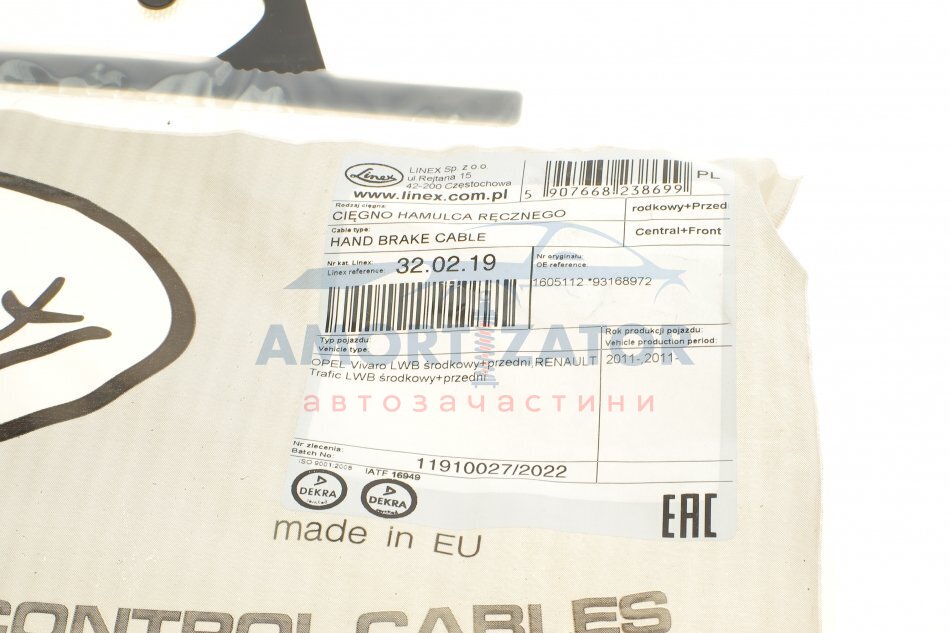 Linex
LINEX Sp. z o.o.
ul.Rejtana 15
42-200 Częstochowa
www.linex.com.pl
5 907668 238699
PL
Rodzaj cięgna:
CIĘGNO HAMULCA RĘCZNEGO
rodkowy+Przed
Cable type:
HAND BRAKE CABLE
Central+Front
Nr kat. Linex:
Linex reference:
32.02.19
Nr oryginału:
OE reference:
1605112 *93168972
AMORTIZATOR
автозачастини
Typ pojazdu:
Vehicle type:
Rok produkcji pojazdu:
Vehicle production period:
OPEL Vivaro LWB środkowy+przedni,RENAULT
Trafic LWB środkowy+przedni
2011-,2011-
Nr zlecenia:
Batch No:
11910027/2022
ISO 9001:2008
IATF 16949
DEKRA
DEKRA
EAC
made in EU
CONTROL CABLES